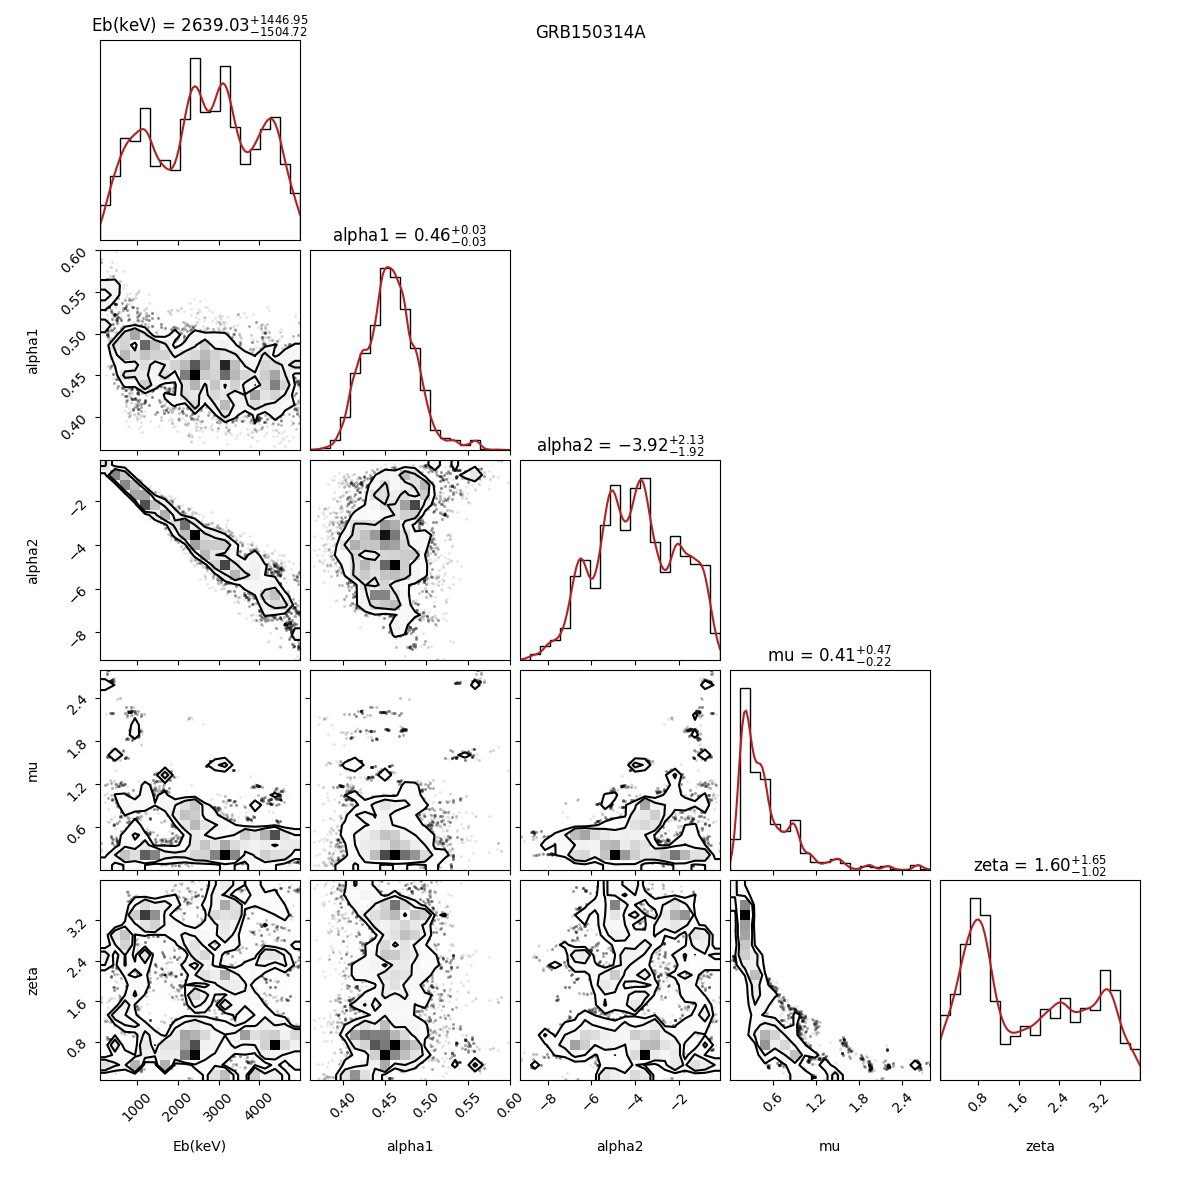 Eb(keV) = 2639.03+1446.95−1504.72
GRB150314A
alpha1 = 0.46+0.03−0.03
0.60
0.55
0.50
0.45
0.40
alpha1
alpha2 = −3.92+2.13−1.92
−2
−4
−6
−8
alpha2
mu = 0.41+0.47−0.22
2.4
1.8
1.2
0.6
mu
zeta = 1.60+1.65−1.02
3.2
2.4
1.6
0.8
zeta
1000 2000 3000 4000 0.40 0.45 0.50 0.55 0.60 −8 −6 −4 −2 0.6 1.2 1.8 2.4 0.8 1.6 2.4 3.2
Eb(keV) alpha1 alpha2 mu zeta